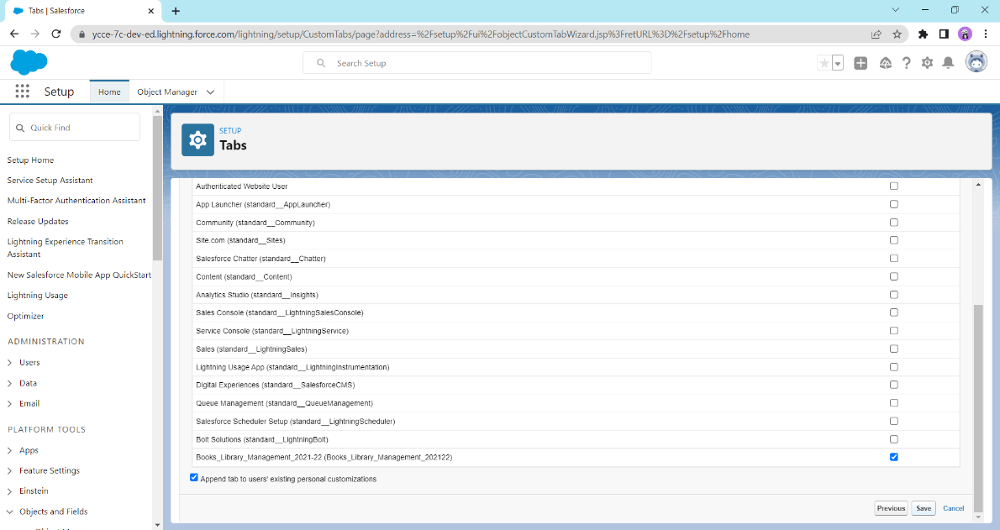 Tabs | Salesforce
ycce-7c-dev-ed.lightning.force.com/lightning/setup/CustomTabs/page?address=%2Fsetup%2Fui%2FobjectCustomTabWizard.jsp%3FretURL%3D%2Fsetup%2Fhome
Search Setup
Setup
Home
Object Manager
Quick Find
Setup Home
Service Setup Assistant
Multi-Factor Authentication Assistant
Release Updates
Lightning Experience Transition
Assistant
New Salesforce Mobile App QuickStart
Lightning Usage
Optimizer
ADMINISTRATION
Users
Data
Email
PLATFORM TOOLS
Apps
Feature Settings
Einstein
Objects and Fields
SETUP
Tabs
Authenticated Website User
App Launcher (standard__AppLauncher)
Community (standard__Community)
Site.com (standard__Sites)
Salesforce Chatter (standard__Chatter)
Content (standard__Content)
Analytics Studio (standard__Insights)
Sales Console (standard__LightningSalesConsole)
Service Console (standard__LightningService)
Sales (standard__LightningSales)
Lightning Usage App (standard__LightningInstrumentation)
Digital Experiences (standard__SalesforceCMS)
Queue Management (standard__QueueManagement)
Salesforce Scheduler Setup (standard__LightningScheduler)
Bolt Solutions (standard__LightningBolt)
Books_Library_Management_2021-22 (Books_Library_Management_202122)
Append tab to users' existing personal customizations
Previous Save Cancel